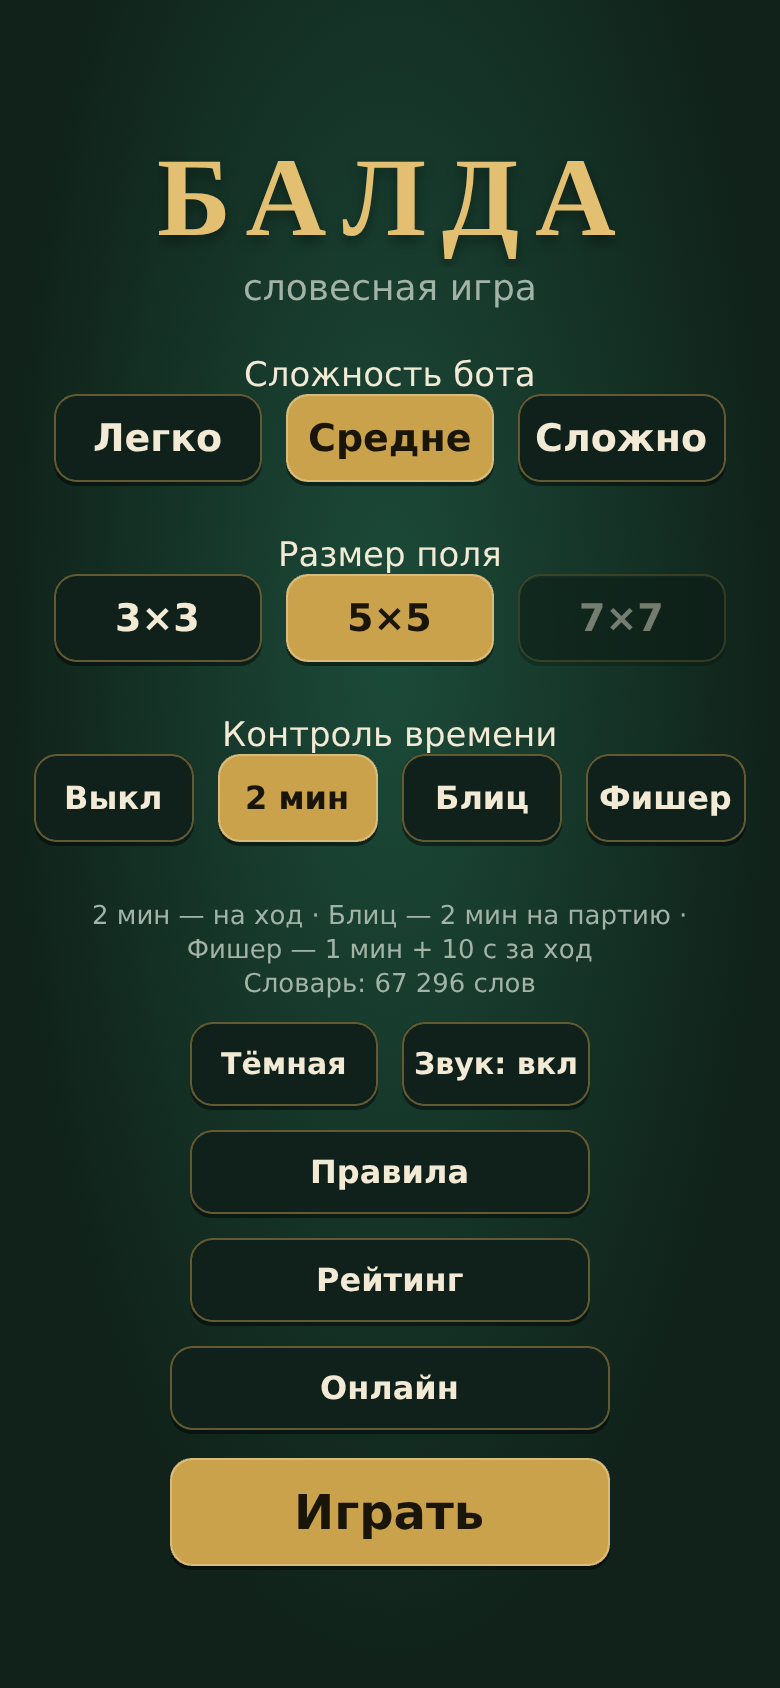 БАЛДА
словесная игра
Сложность бота
Легко Средне Сложно
Размер поля
3×3 5×5 7×7
Контроль времени
Выкл 2 мин Блиц Фишер
2 мин — на ход · Блиц — 2 мин на партию ·
Фишер — 1 мин + 10 с за ход
Словарь: 67 296 слов
Тёмная Звук: вкл
Правила
Рейтинг
Онлайн
Играть